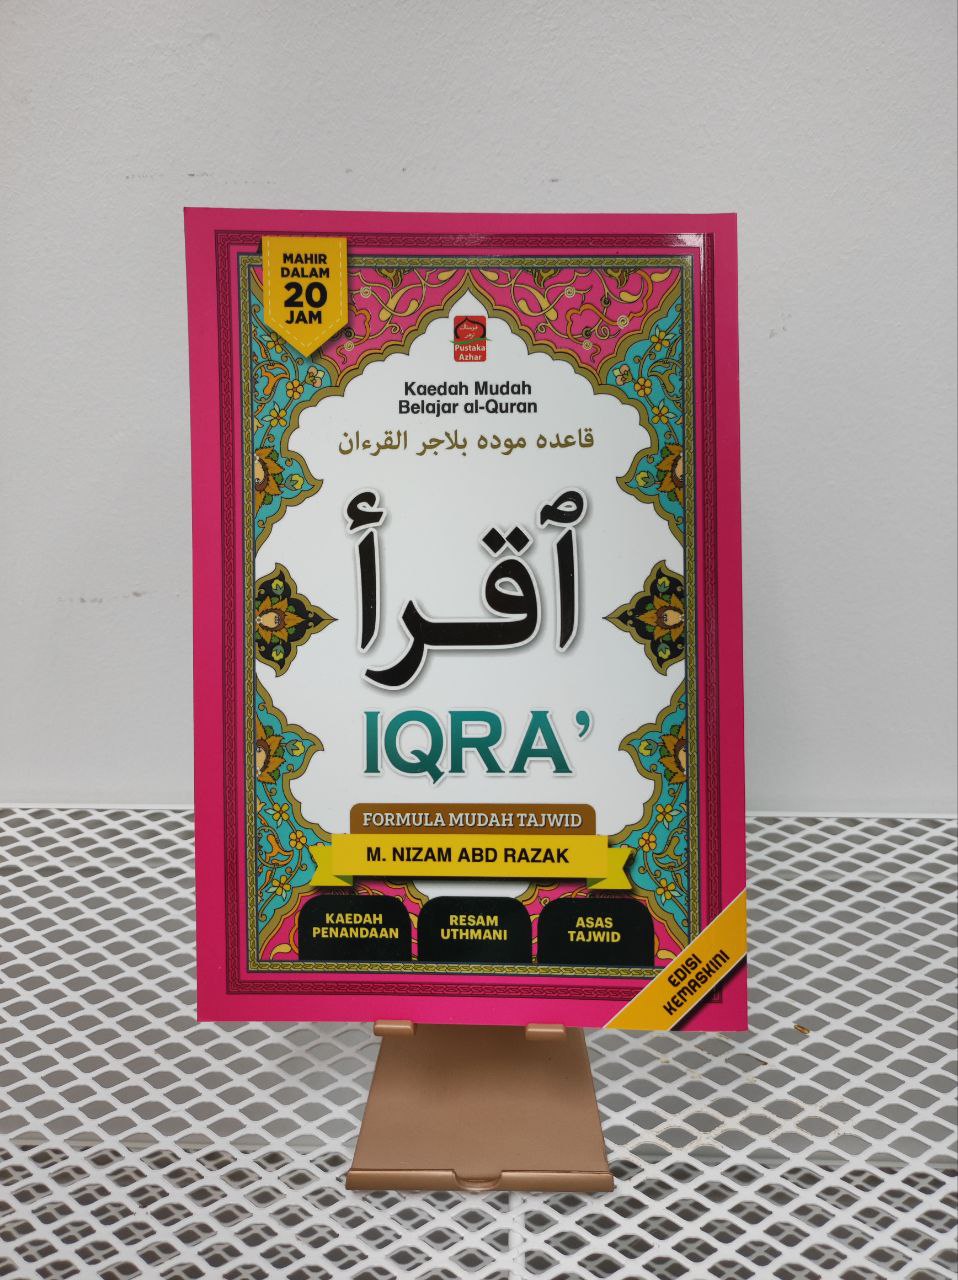 MAHIR
DALAM
20
JAM
Pustaka
Azhar
Kaedah Mudah
Belajar al-Quran
قاعده موده بلاجر القرءان
ٱقرأ
IQRA’
FORMULA MUDAH TAJWID
M. NIZAM ABD RAZAK
KAEDAH
PENANDAAN
RESAM
UTHMANI
ASAS
TAJWID
EDISI
KEMASKINI